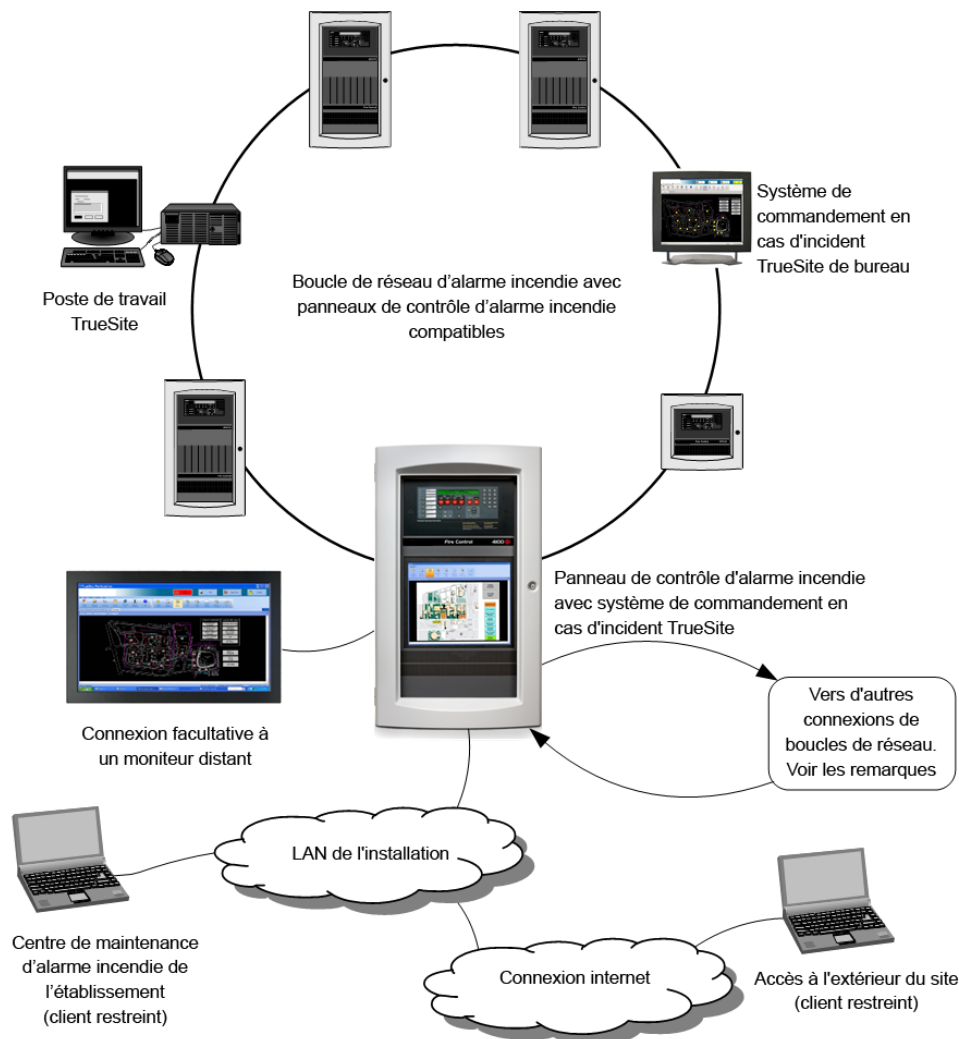 Système de
commandement en
cas d'incident
TrueSite de bureau
Boucle de réseau d’alarme incendie avec
panneaux de contrôle d’alarme incendie
compatibles
Poste de travail
TrueSite
Fire Control 4100
Panneau de contrôle d'alarme incendie
avec système de commandement en
cas d'incident TrueSite
Vers d'autres
connexions de
boucles de réseau.
Voir les remarques
Connexion facultative à
un moniteur distant
LAN de l'installation
Centre de maintenance
d’alarme incendie de
l’établissement
(client restreint)
Connexion internet
Accès à l'extérieur du site
(client restreint)